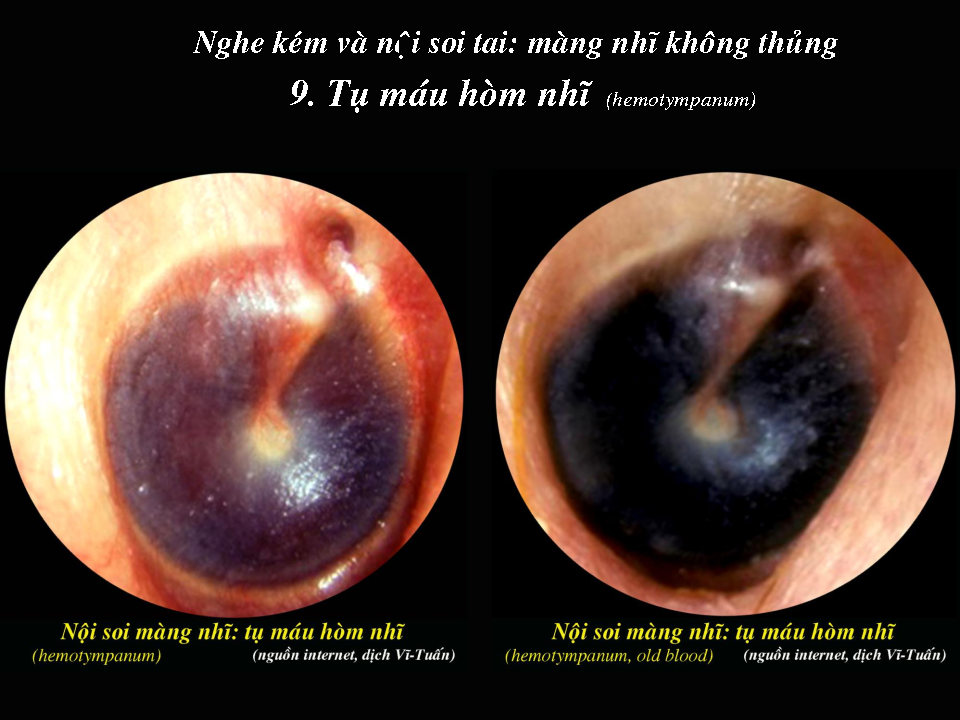 Nghe kém và nội soi tai: màng nhĩ không thủng
9. Tụ máu hòm nhĩ (hemotympanum)
Nội soi màng nhĩ: tụ máu hòm nhĩ
(hemotympanum) (nguồn internet, dịch Vĩ-Tuấn)
Nội soi màng nhĩ: tụ máu hòm nhĩ
(hemotympanum, old blood) (nguồn internet, dịch Vĩ-Tuấn)